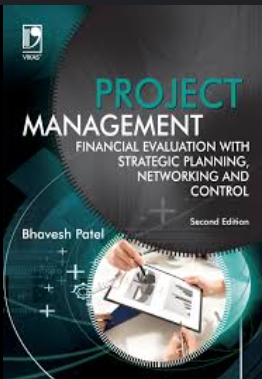 VIKAS®
PROJECT
MANAGEMENT
FINANCIAL EVALUATION WITH
STRATEGIC PLANNING,
NETWORKING AND
CONTROL
Second Edition
Bhavesh Patel